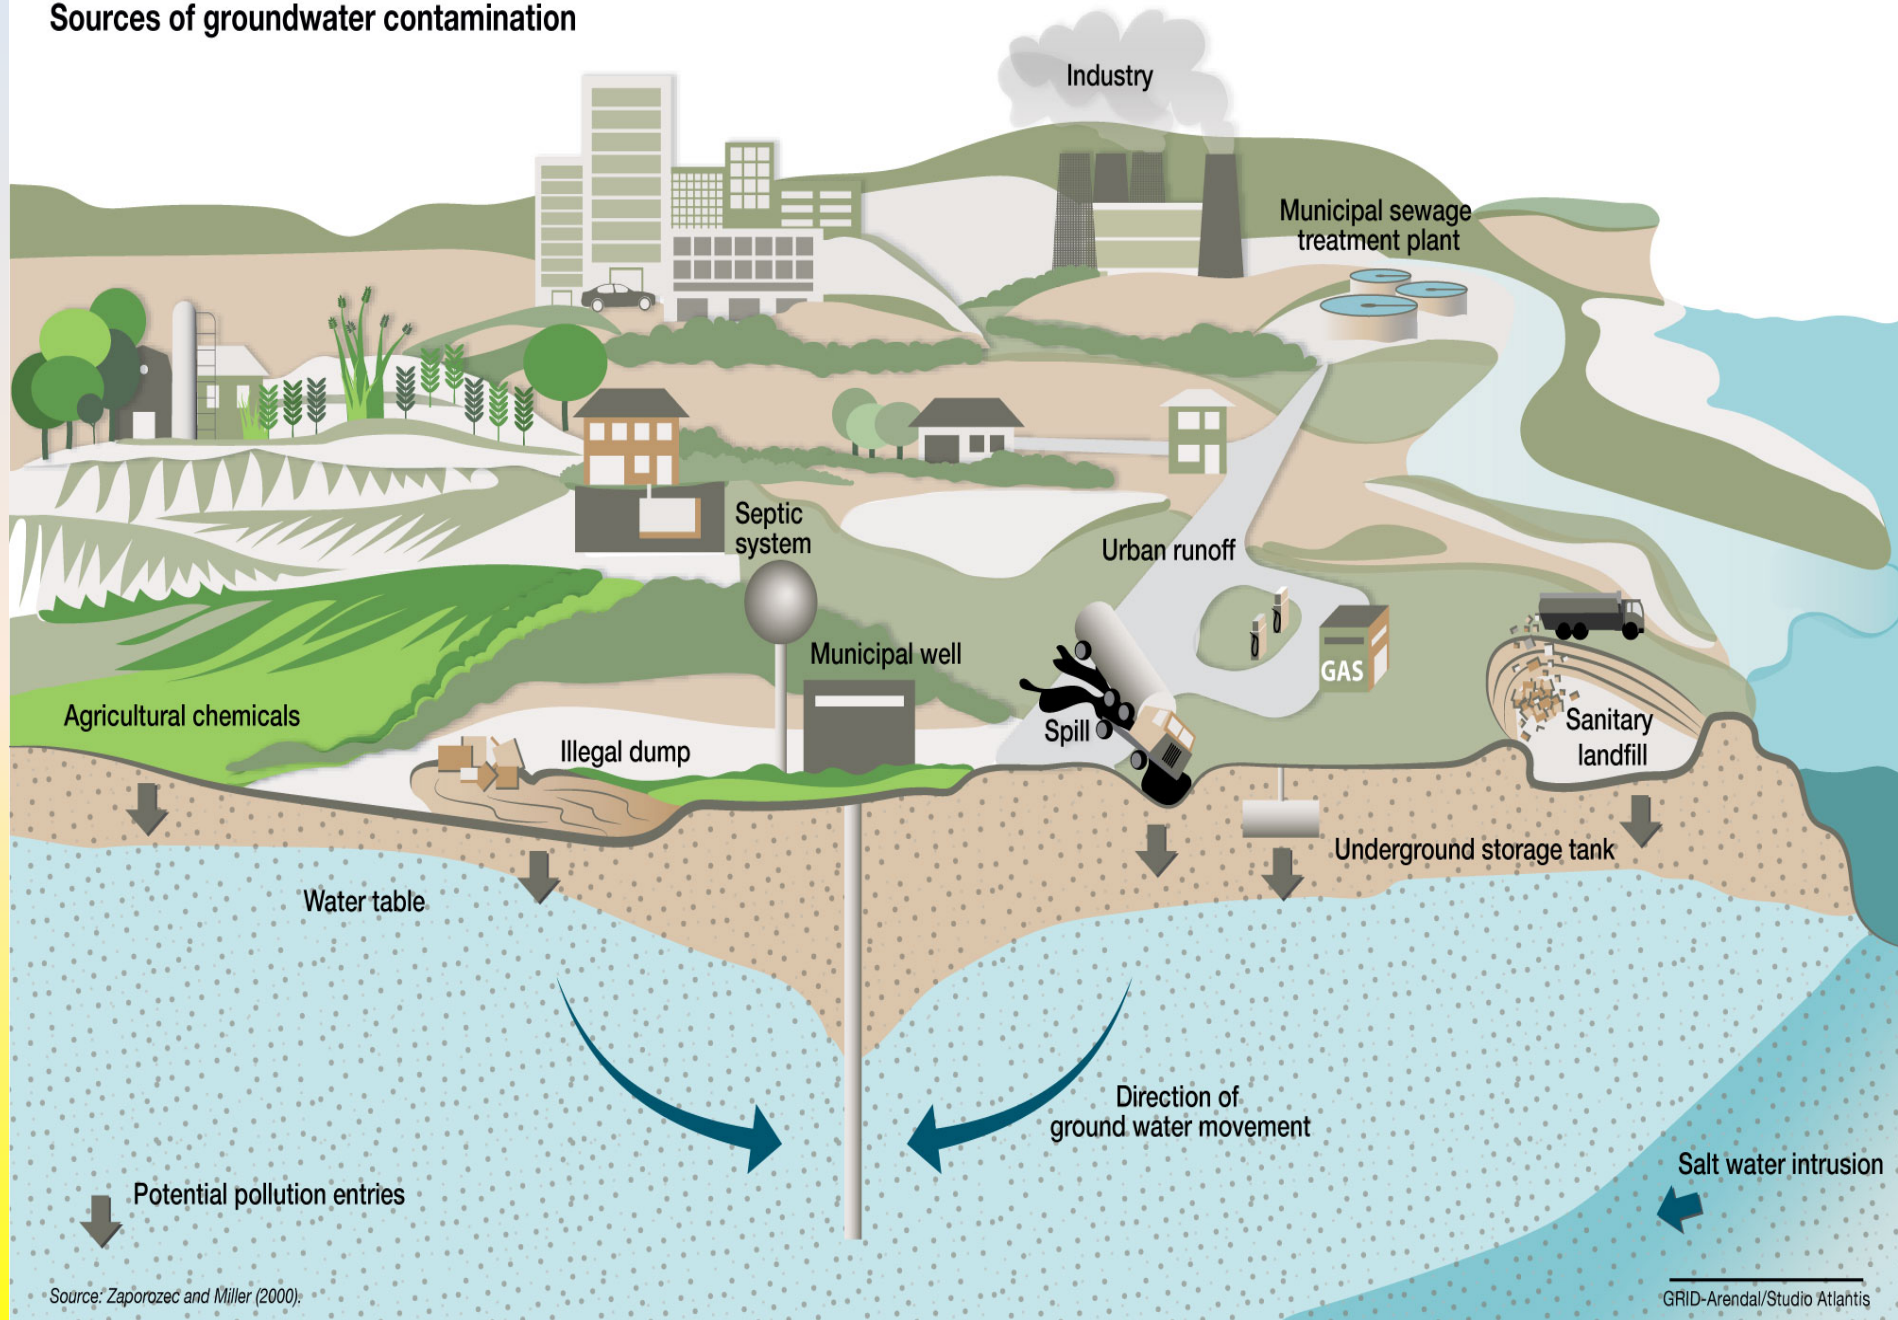 Sources of groundwater contamination
Industry
Municipal sewage
treatment plant
Septic
system
Urban runoff
Municipal well
GAS
Agricultural chemicals
Illegal dump
Spill
Sanitary
landfill
Underground storage tank
Water table
Direction of
ground water movement
Salt water intrusion
Potential pollution entries
Source: Zaporozec and Miller (2000).
GRID-Arendal/Studio Atlantis